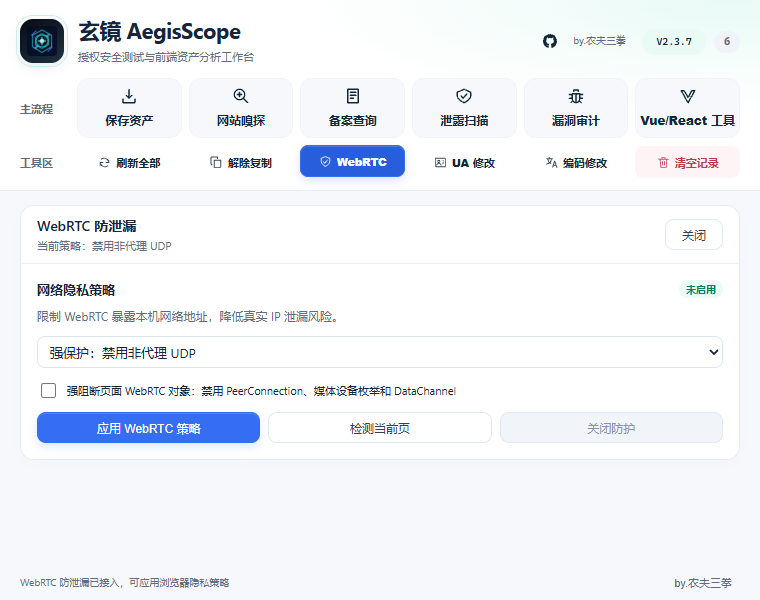 玄镜 AegisScope
授权安全测试与前端资产分析工作台
by.农夫三拳
V2.3.7
6
主流程
保存资产
网站嗅探
备案查询
泄露扫描
漏洞审计
Vue/React 工具
工具区
刷新全部
解除复制
WebRTC
UA 修改
编码修改
清空记录
WebRTC 防泄漏
当前策略：禁用非代理 UDP
关闭
网络隐私策略
未启用
限制 WebRTC 暴露本机网络地址，降低真实 IP 泄漏风险。
强保护：禁用非代理 UDP
强阻断页面 WebRTC 对象：禁用 PeerConnection、媒体设备枚举和 DataChannel
应用 WebRTC 策略
检测当前页
关闭防护
WebRTC 防泄漏已接入，可应用浏览器隐私策略
by.农夫三拳